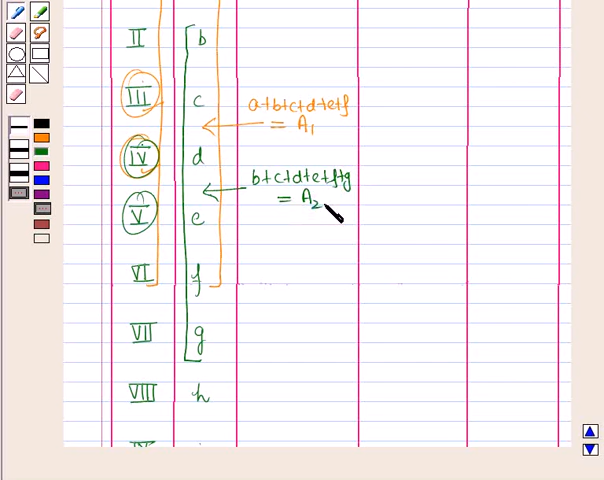 II b
III c
a+b+c+d+e+f
= A1
IV d
b+c+d+e+f+g
= A2
V e
VI f
VII g
VIII h